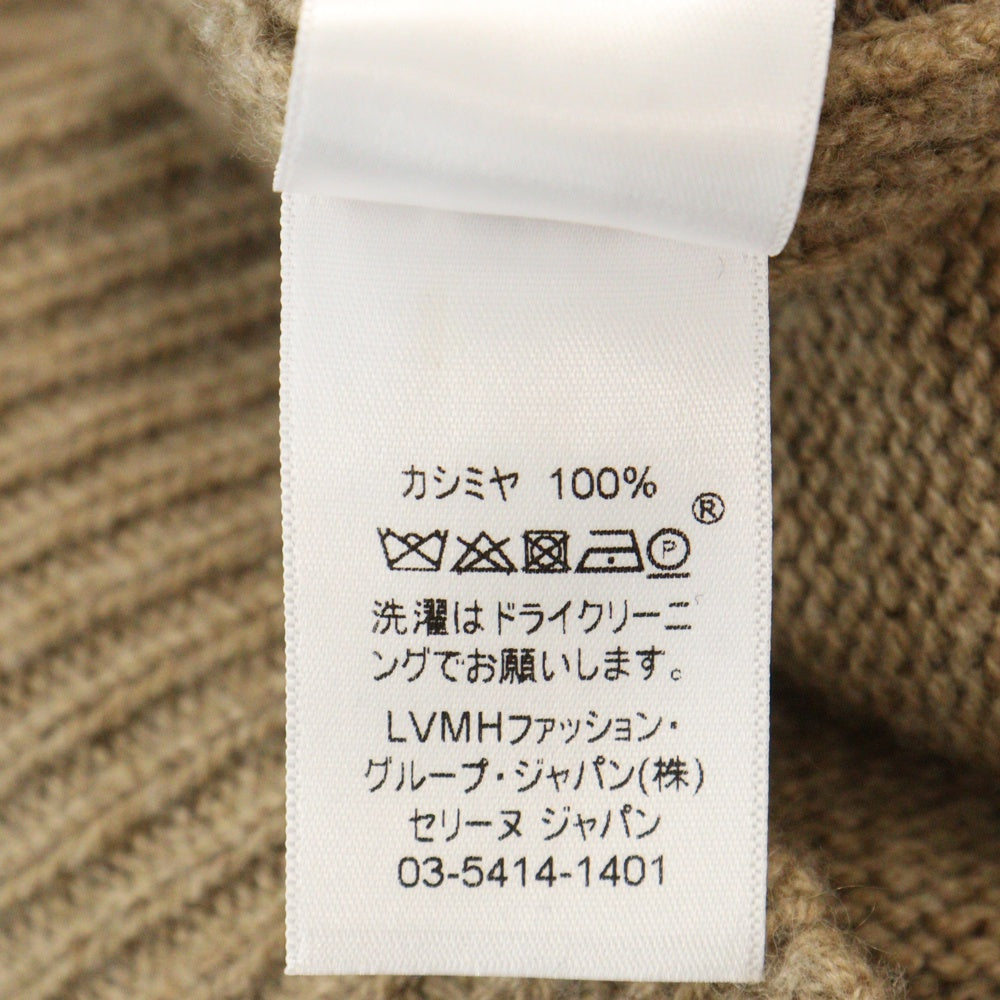 カシミヤ 100%
®
P
洗濯はドライクリーニ
ングでお願いします。
LVMHファッション・
グループ・ジャパン(株)
セリーヌ ジャパン
03-5414-1401